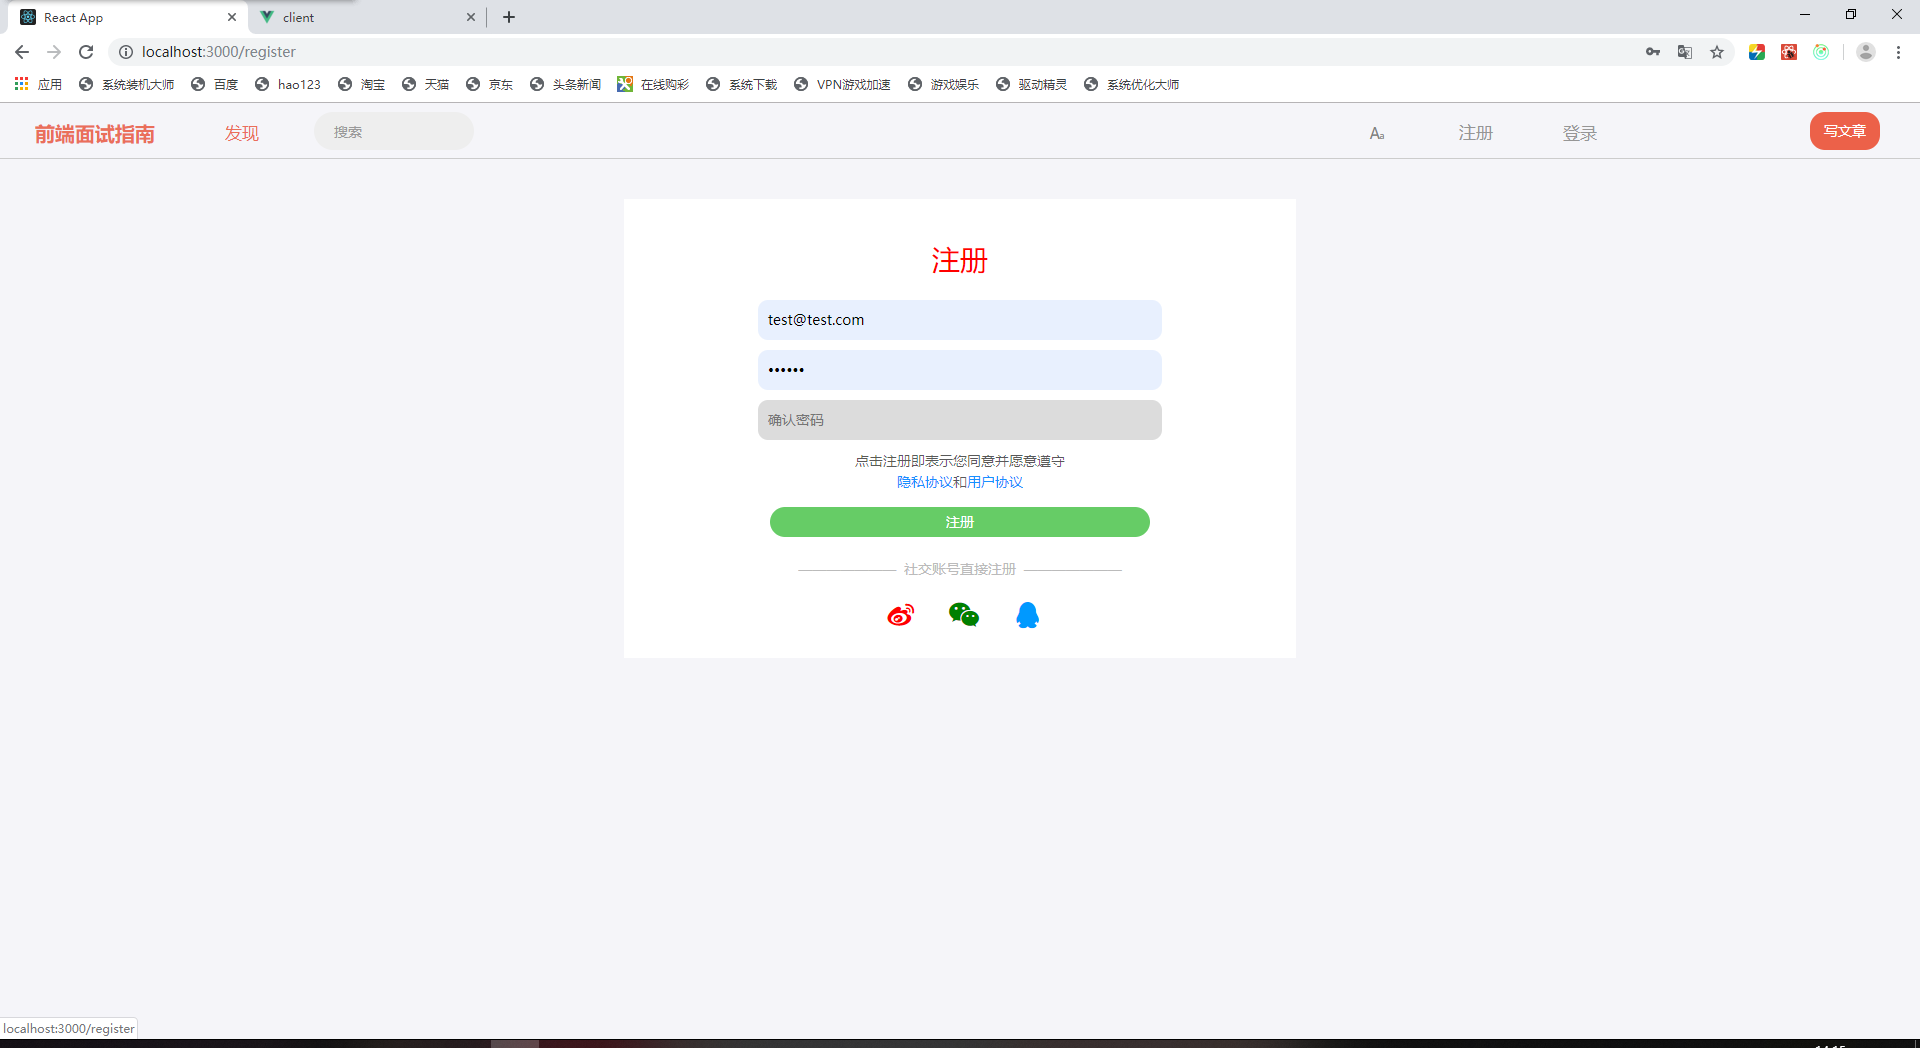 React App
client
localhost:3000/register
应用 系统装机大师 百度 hao123 淘宝 天猫 京东 头条新闻 在线购彩 系统下载 VPN游戏加速 游戏娱乐 驱动精灵 系统优化大师
前端面试指南 发现 搜索 Aa 注册 登录 写文章
注册
test@test.com
••••••
确认密码
点击注册即表示您同意并愿意遵守
隐私协议和用户协议
注册
社交账号直接注册
localhost:3000/register